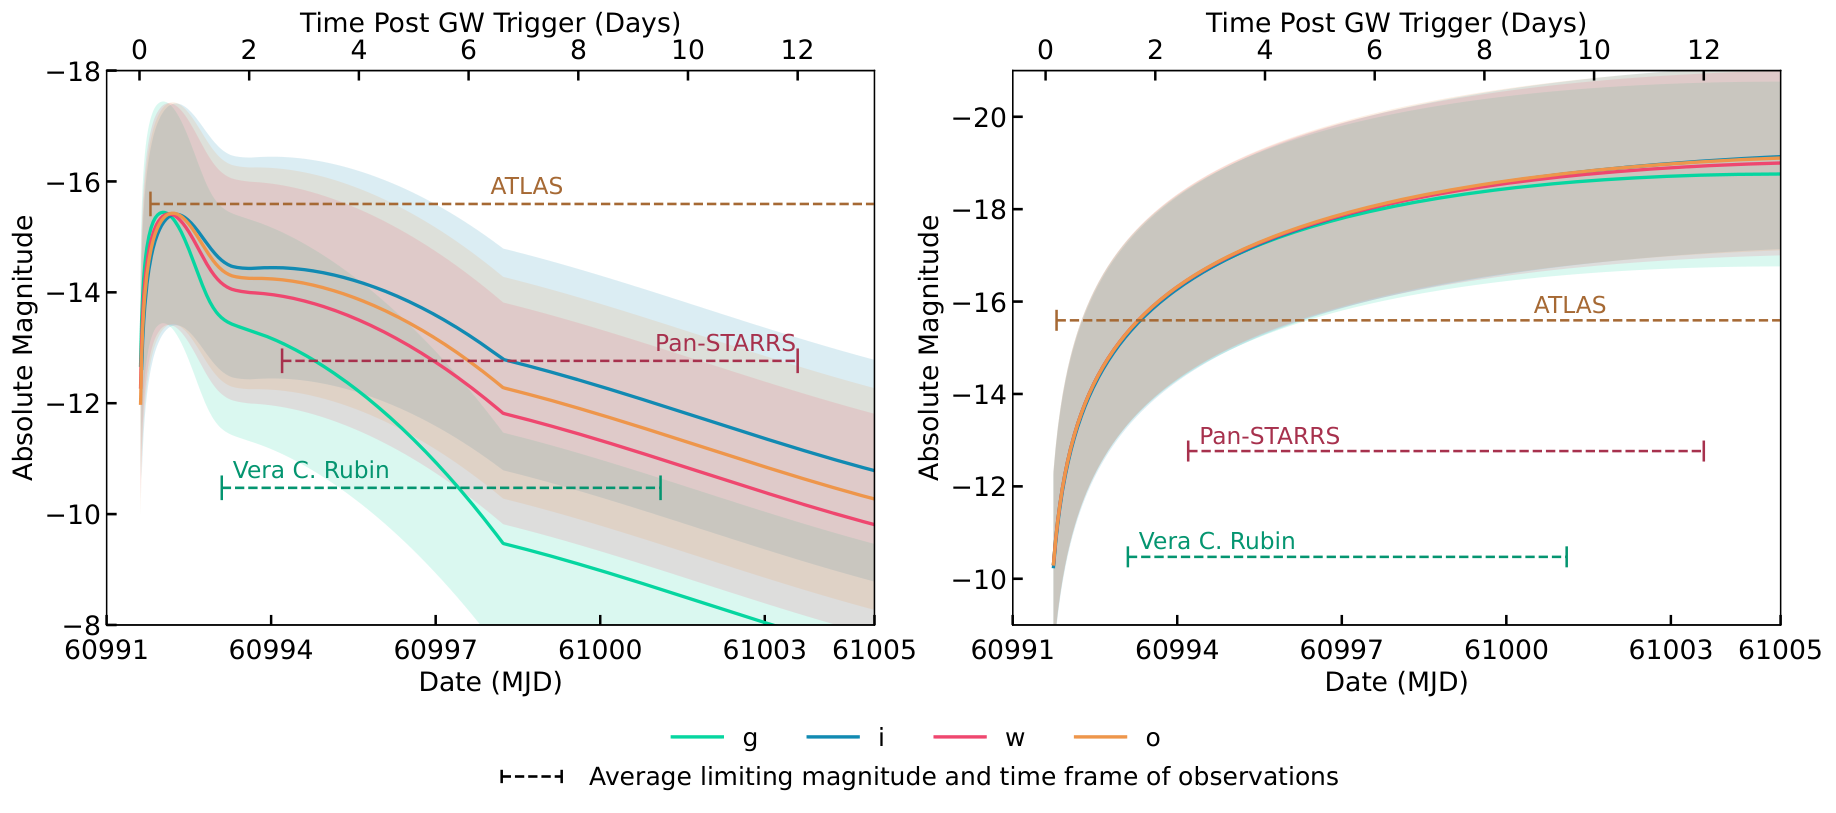 Time Post GW Trigger (Days)
0 2 4 6 8 10 12
−18
−16
−14
−12
−10
−8
Absolute Magnitude
ATLAS
Pan-STARRS
Vera C. Rubin
60991 60994 60997 61000 61003 61005
Date (MJD)
Time Post GW Trigger (Days)
0 2 4 6 8 10 12
−20
−18
−16
−14
−12
−10
Absolute Magnitude
ATLAS
Pan-STARRS
Vera C. Rubin
60991 60994 60997 61000 61003 61005
Date (MJD)
g i w o
Average limiting magnitude and time frame of observations